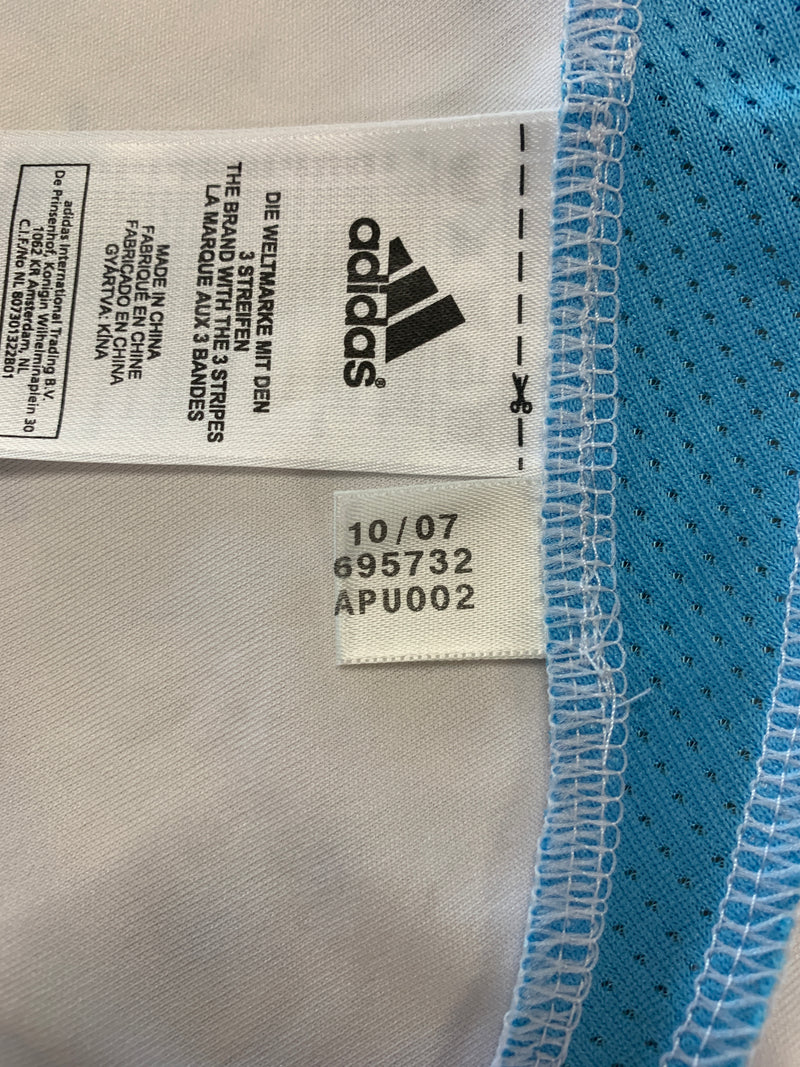 adidas®
DIE WELTMARKE MIT DEN
3 STREIFEN
THE BRAND WITH THE 3 STRIPES
LA MARQUE AUX 3 BANDES
MADE IN CHINA
FABRIQUÉ EN CHINE
FABRICADO EN CHINA
GYÁRTVA: KÍNA
adidas International Trading B.V.
De Prinsenhof, Konigin Wilhelminaplein 30
1062 KR Amsterdam, NL
C.I.F/No NL 807301322B01
10/07
695732
APU002